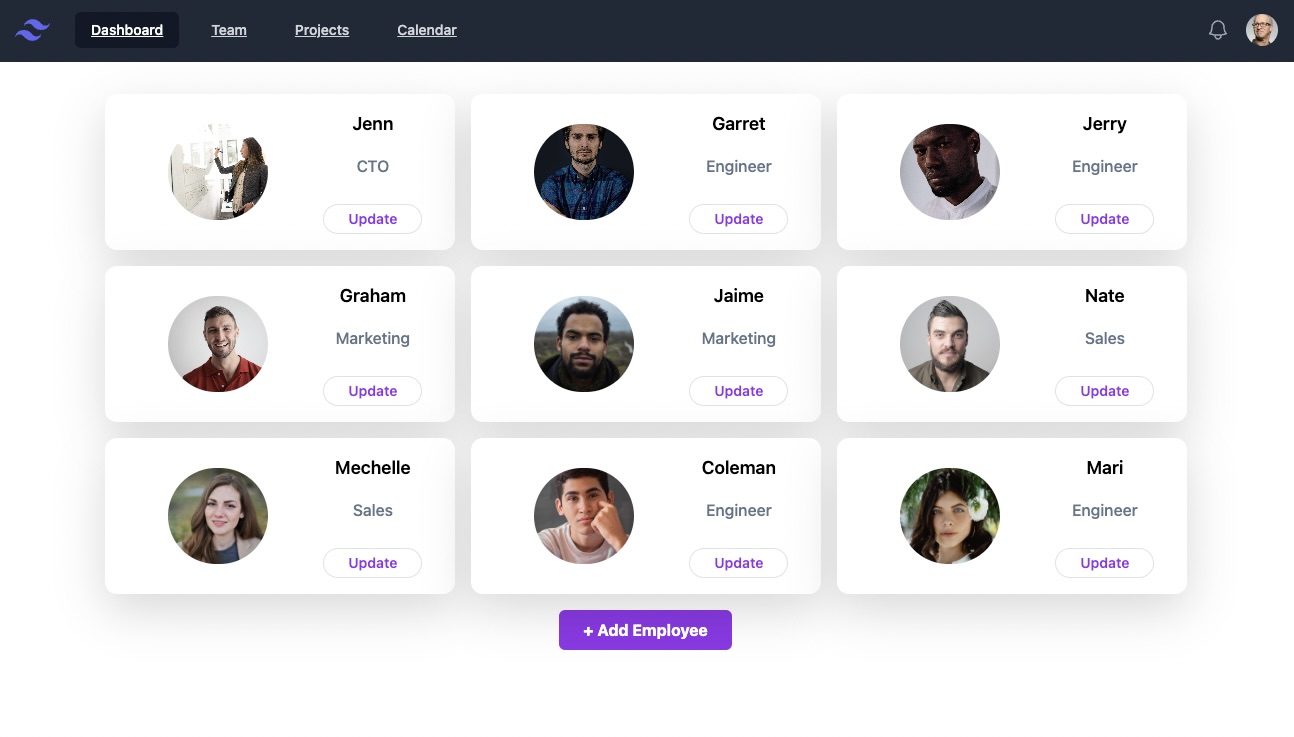 Dashboard Team Projects Calendar
Jenn
CTO
Update
Garret
Engineer
Update
Jerry
Engineer
Update
Graham
Marketing
Update
Jaime
Marketing
Update
Nate
Sales
Update
Mechelle
Sales
Update
Coleman
Engineer
Update
Mari
Engineer
Update
+ Add Employee